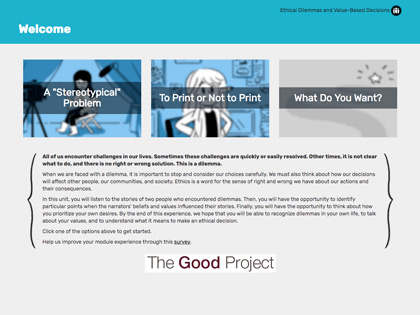 Ethical Dilemmas and Value-Based Decisions
Welcome
A "Stereotypical"
Problem
To Print or Not to Print
What Do You Want?
All of us encounter challenges in our lives. Sometimes these challenges are quickly or easily resolved. Other times, it is not clear
what to do, and there is no right or wrong solution. This is a dilemma.
When we are faced with a dilemma, it is important to stop and consider our choices carefully. We must also think about how our decisions
will affect other people, our communities, and society. Ethics is a word for the sense of right and wrong we have about our actions and
their consequences.
In this unit, you will listen to the stories of two people who encountered dilemmas. Then, you will have the opportunity to identify
particular points when the narrators' beliefs and values influenced their stories. Finally, you will have the opportunity to think about how
you prioritize your own desires. By the end of this experience, we hope that you will be able to recognize dilemmas in your own life, to talk
about your values, and to understand what it means to make an ethical decision.
Click one of the options above to get started.
Help us improve your module experience through this survey.
The Good Project